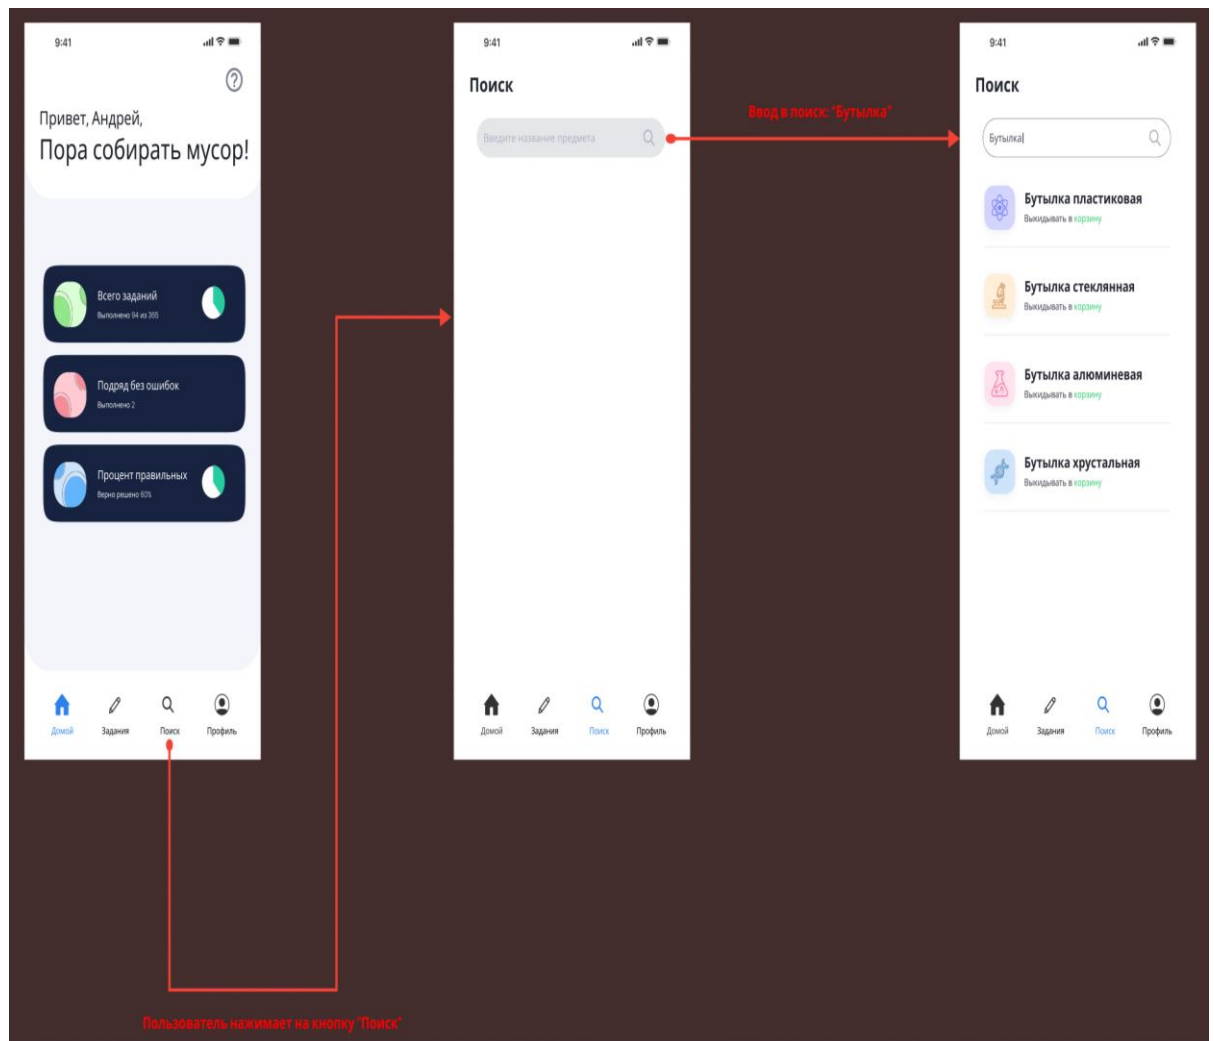 9:41
Привет, Андрей,
Пора собирать мусор!
Всего заданий
Выполнено 94 из 365
Подряд без ошибок
Выполнено 2
Процент правильных
Верно решено 60%
Домой
Задания
Поиск
Профиль
Пользователь нажимает на кнопку "Поиск"
9:41
Поиск
Введите название предмета
Домой
Задания
Поиск
Профиль
Ввод в поиск: "Бутылка"
9:41
Поиск
Бутылка
Бутылка пластиковая
Выкидывать в корзину
Бутылка стеклянная
Выкидывать в корзину
Бутылка алюминевая
Выкидывать в корзину
Бутылка хрустальная
Выкидывать в корзину
Домой
Задания
Поиск
Профиль